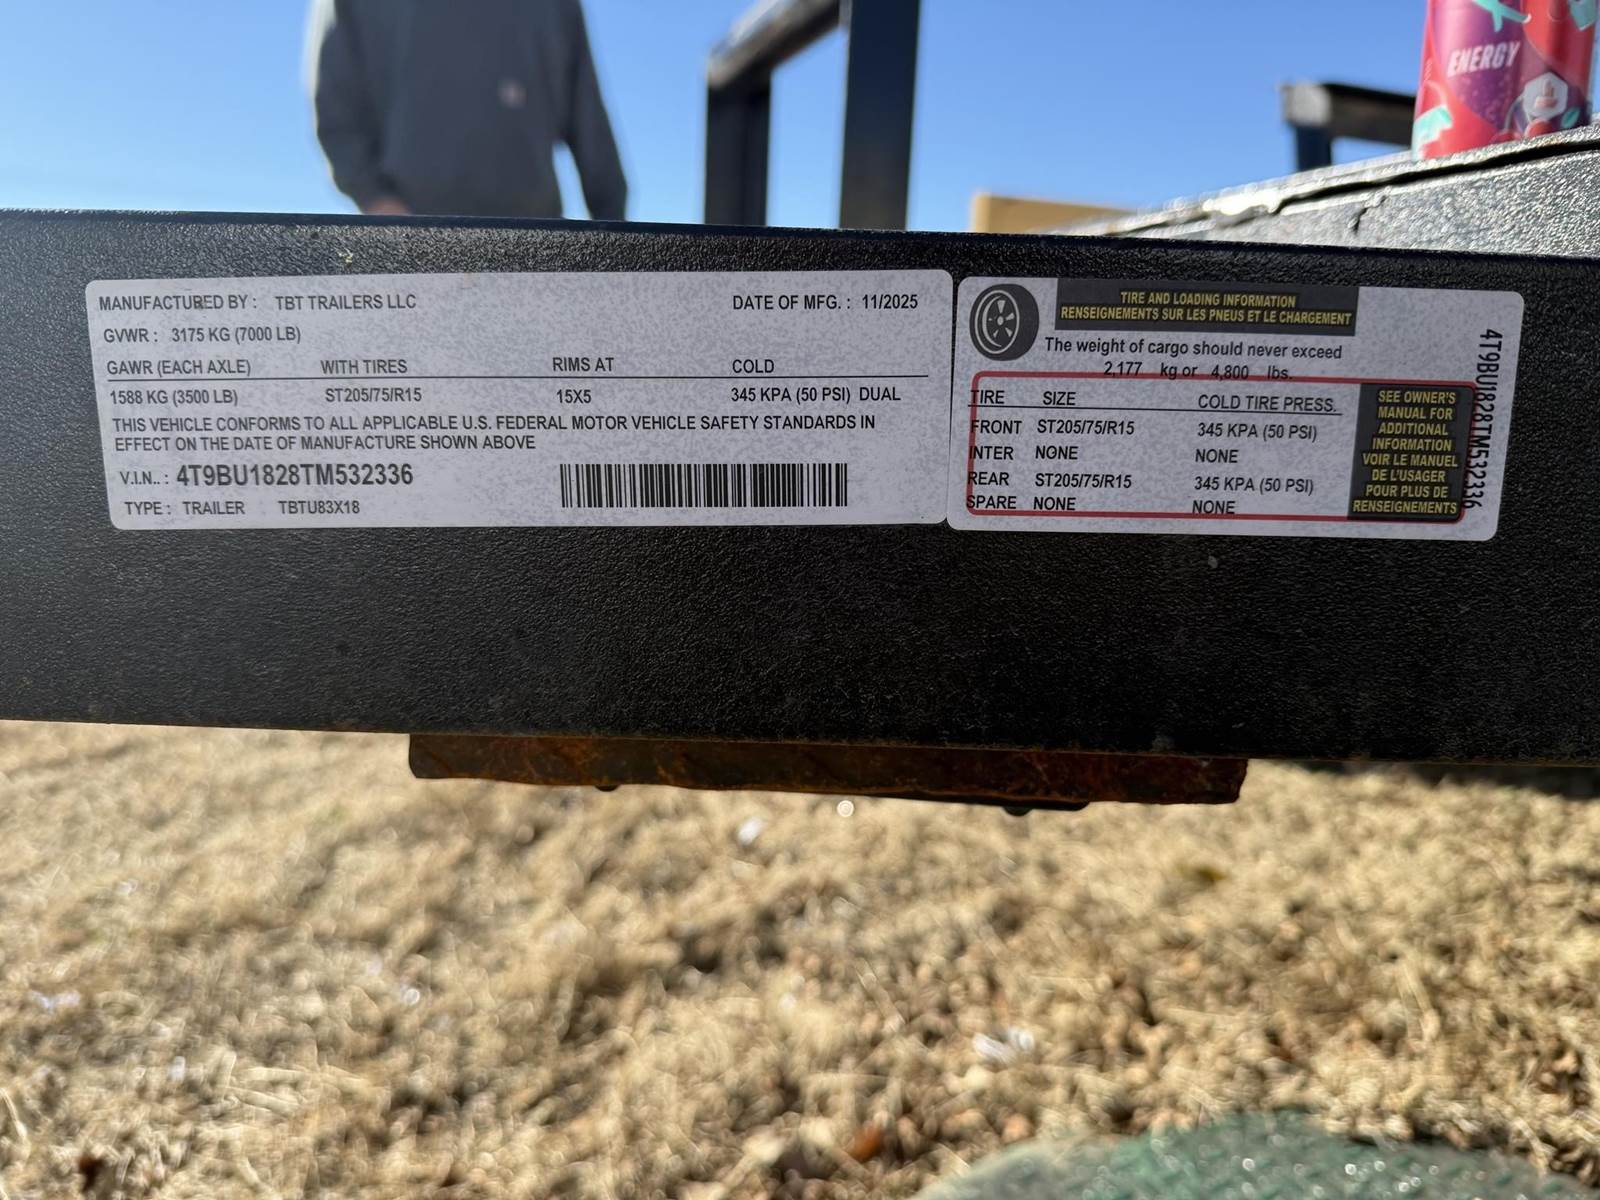 ENERGY
MANUFACTURED BY : TBT TRAILERS LLC DATE OF MFG. : 11/2025
GVWR : 3175 KG (7000 LB)
GAWR (EACH AXLE) WITH TIRES RIMS AT COLD
1588 KG (3500 LB) ST205/75/R15 15X5 345 KPA (50 PSI) DUAL
THIS VEHICLE CONFORMS TO ALL APPLICABLE U.S. FEDERAL MOTOR VEHICLE SAFETY STANDARDS IN
EFFECT ON THE DATE OF MANUFACTURE SHOWN ABOVE
V.I.N.. : 4T9BU1828TM532336
TYPE : TRAILER TBTU83X18
TIRE AND LOADING INFORMATION
RENSEIGNEMENTS SUR LES PNEUS ET LE CHARGEMENT
The weight of cargo should never exceed
2,177 kg or 4,800 lbs.
TIRE SIZE COLD TIRE PRESS.
FRONT ST205/75/R15 345 KPA (50 PSI)
INTER NONE NONE
REAR ST205/75/R15 345 KPA (50 PSI)
SPARE NONE NONE
SEE OWNER'S
MANUAL FOR
ADDITIONAL
INFORMATION
VOIR LE MANUEL
DE L'USAGER
POUR PLUS DE
RENSEIGNEMENTS
4T9BU1828TM532336